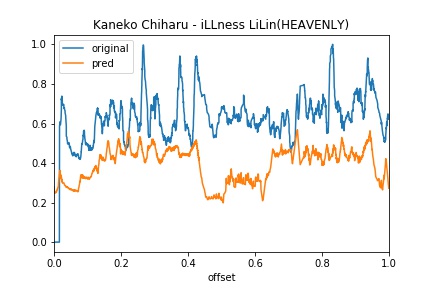 Kaneko Chiharu - iLLness LiLin(HEAVENLY)
original
pred
1.0
0.8
0.6
0.4
0.2
0.0
0.0 0.2 0.4 0.6 0.8 1.0
offset